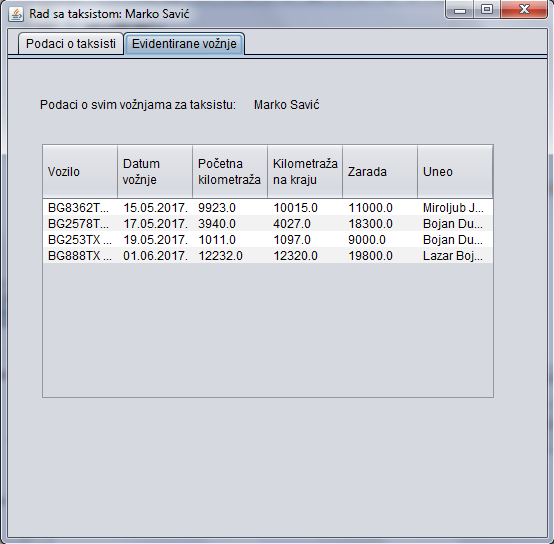 Rad sa taksistom: Marko Savić
Podaci o taksisti Evidentirane vožnje
Podaci o svim vožnjama za taksistu: Marko Savić
Vozilo Datum vožnje Početna kilometraža Kilometraža na kraju Zarada Uneo
BG8362T... 15.05.2017. 9923.0 10015.0 11000.0 Miroljub J...
BG2578T... 17.05.2017. 3940.0 4027.0 18300.0 Bojan Du...
BG253TX ... 19.05.2017. 1011.0 1097.0 9000.0 Bojan Du...
BG888TX ... 01.06.2017. 12232.0 12320.0 19800.0 Lazar Boj...